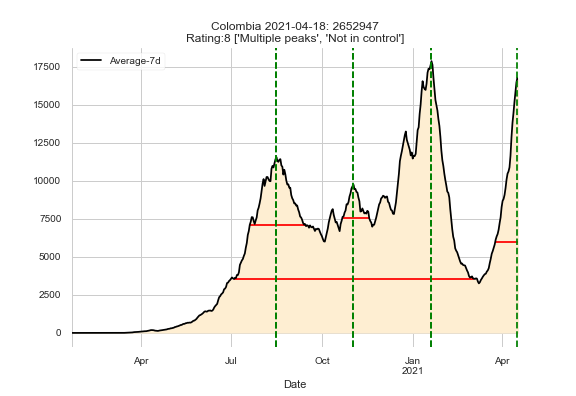 Colombia 2021-04-18: 2652947
Rating:8 ['Multiple peaks', 'Not in control']
Average-7d
17500
15000
12500
10000
7500
5000
2500
0
Apr
Jul
Oct
Jan
2021
Apr
Date